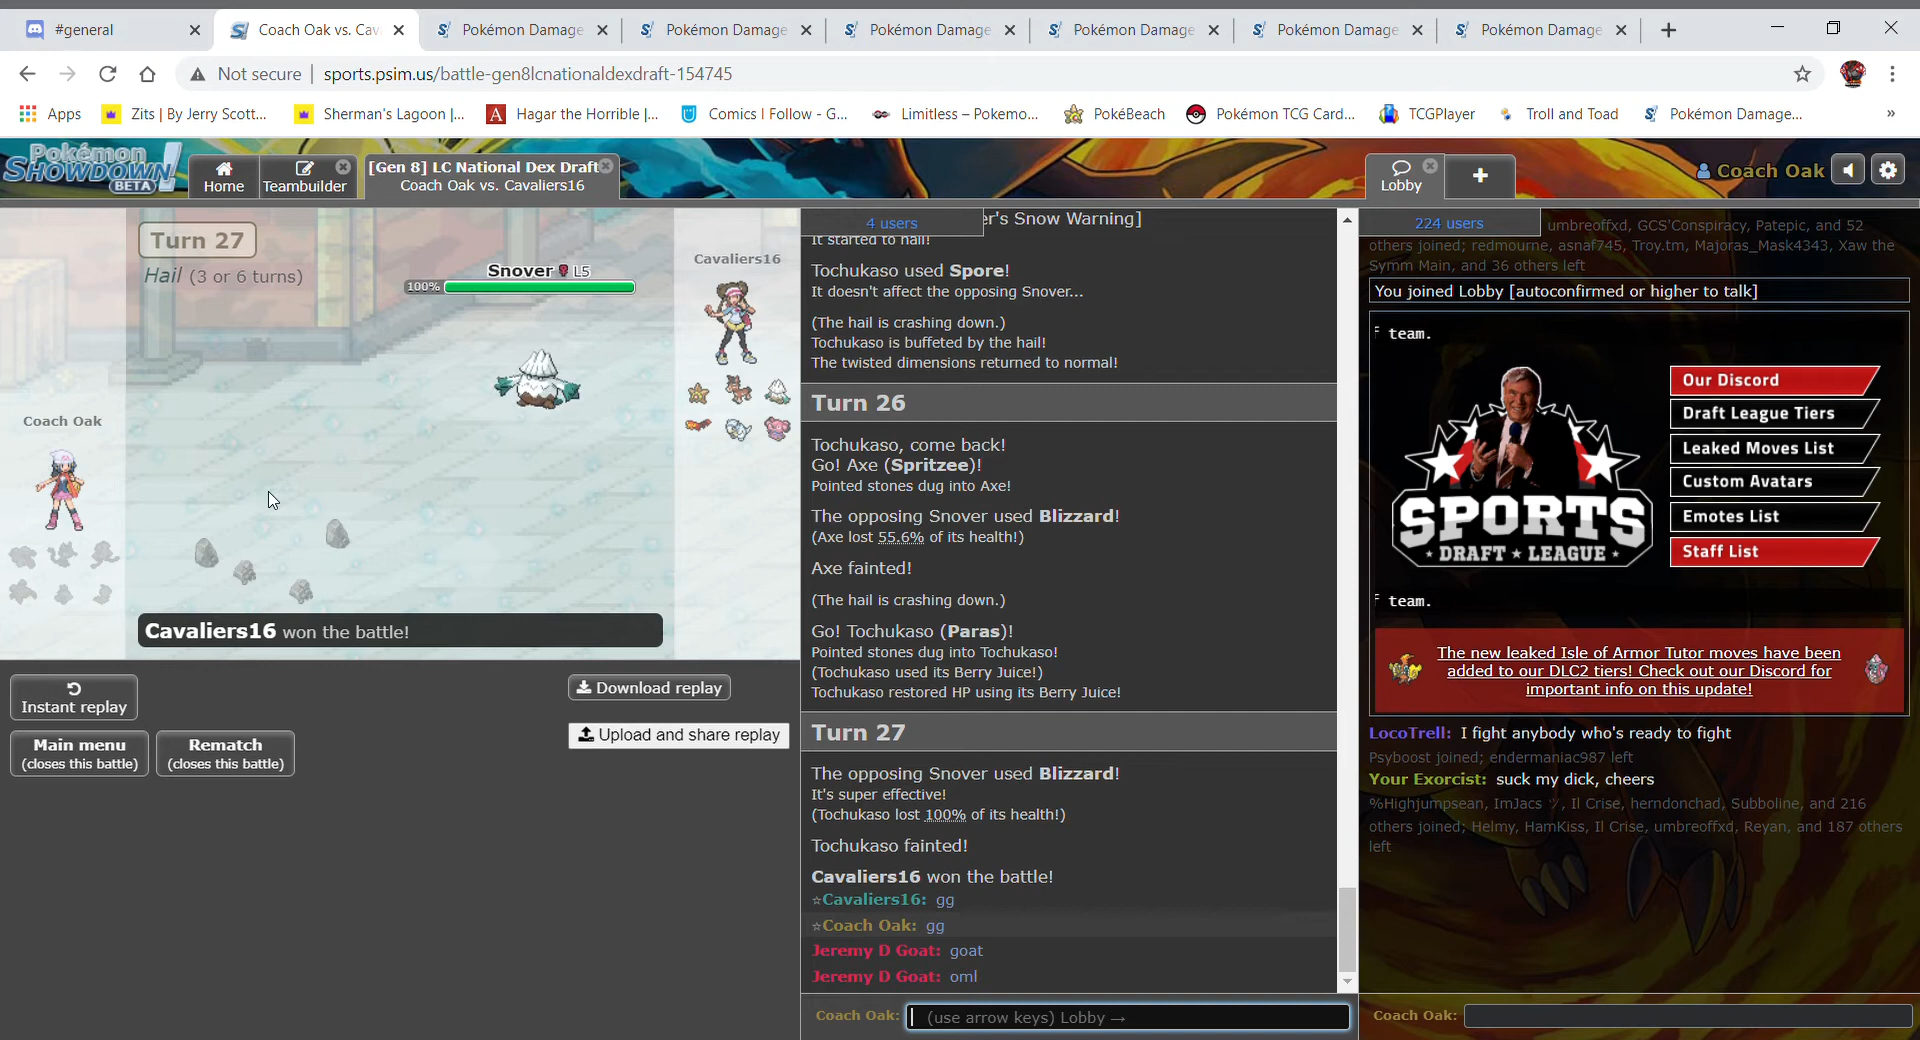 #general
Coach Oak vs. Cav
Pokémon Damage
Pokémon Damage
Pokémon Damage
Pokémon Damage
Pokémon Damage
Pokémon Damage
Not secure | sports.psim.us/battle-gen8lcnationaldexdraft-154745
Apps
Zits | By Jerry Scott...
Sherman's Lagoon |...
Hagar the Horrible |...
Comics I Follow - G...
Limitless – Pokemo...
PokéBeach
Pokémon TCG Card...
TCGPlayer
Troll and Toad
Pokémon Damage...
»
Pokémon
SHOWDOWN!
BETA
Home
Teambuilder
[Gen 8] LC National Dex Draft
Coach Oak vs. Cavaliers16
Lobby
Coach Oak
Turn 27
Hail (3 or 6 turns)
Snover L5
100%
Cavaliers16
Coach Oak
Cavaliers16 won the battle!
Instant replay
Download replay
Upload and share replay
Main menu
(closes this battle)
Rematch
(closes this battle)
4 users
er's Snow Warning]
It started to hail!
Tochukaso used Spore!
It doesn't affect the opposing Snover...
(The hail is crashing down.)
Tochukaso is buffeted by the hail!
The twisted dimensions returned to normal!
Turn 26
Tochukaso, come back!
Go! Axe (Spritzee)!
Pointed stones dug into Axe!
The opposing Snover used Blizzard!
(Axe lost 55.6% of its health!)
Axe fainted!
(The hail is crashing down.)
Go! Tochukaso (Paras)!
Pointed stones dug into Tochukaso!
(Tochukaso used its Berry Juice!)
Tochukaso restored HP using its Berry Juice!
Turn 27
The opposing Snover used Blizzard!
It's super effective!
(Tochukaso lost 100% of its health!)
Tochukaso fainted!
Cavaliers16 won the battle!
☆Cavaliers16: gg
☆Coach Oak: gg
Jeremy D Goat: goat
Jeremy D Goat: oml
Coach Oak: (use arrow keys) Lobby →
224 users
umbreoffxd, GCS'Conspiracy, Patepic, and 52
others joined; redmourne, asnaf745, Troy.tm, Majoras_Mask4343, Xaw the
Symm Main, and 36 others left
You joined Lobby [autoconfirmed or higher to talk]
f team.
Our Discord
Draft League Tiers
Leaked Moves List
Custom Avatars
Emotes List
Staff List
SPORTS
DRAFT ★ LEAGUE
f team.
The new leaked Isle of Armor Tutor moves have been
added to our DLC2 tiers! Check out our Discord for
important info on this update!
LocoTrell: I fight anybody who's ready to fight
Psyboost joined; endermaniac987 left
Your Exorcist: suck my dick, cheers
%Highjumpsean, ImJacs ツ, Il Crise, herndonchad, Subboline, and 216
others joined; Helmy, HamKiss, Il Crise, umbreoffxd, Reyan, and 187 others
left
Coach Oak: